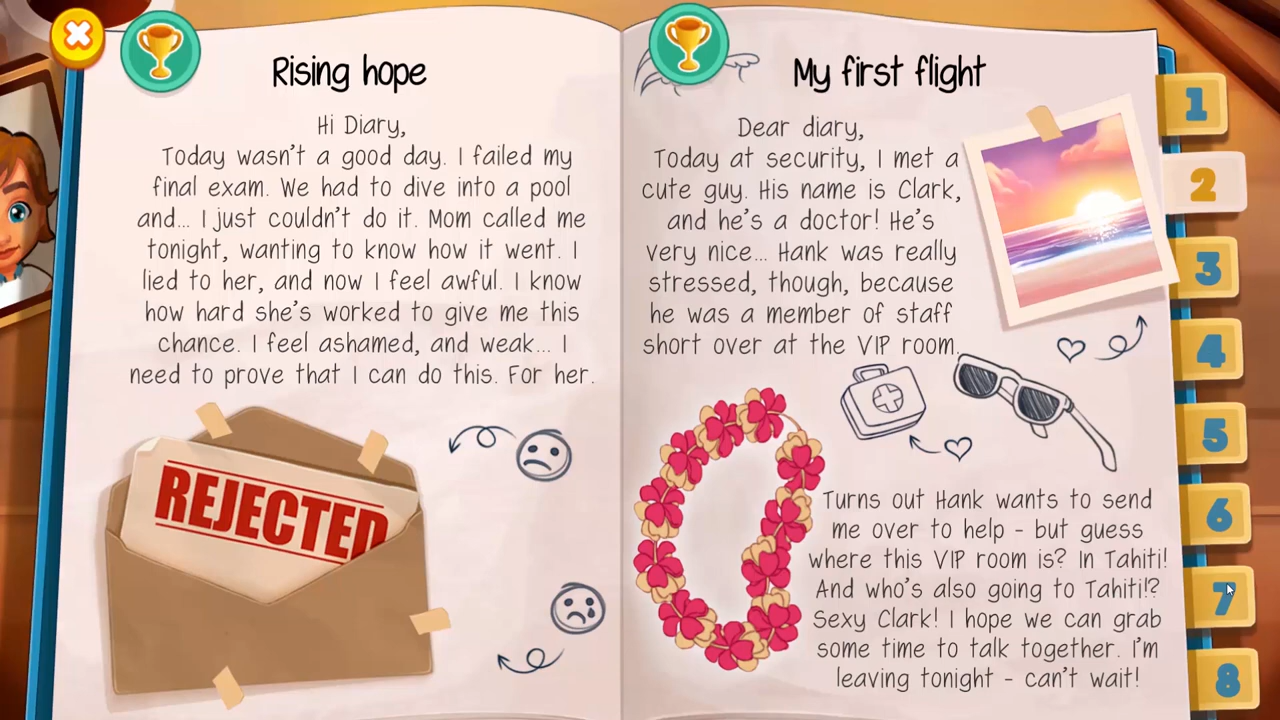 Rising hope
Hi Diary,
Today wasn't a good day. I failed my
final exam. We had to dive into a pool
and... I just couldn't do it. Mom called me
tonight, wanting to know how it went. I
lied to her, and now I feel awful. I know
how hard she's worked to give me this
chance. I feel ashamed, and weak... I
need to prove that I can do this. For her.
REJECTED
My first flight
Dear diary,
Today at security, I met a
cute guy. His name is Clark,
and he's a doctor! He's
very nice... Hank was really
stressed, though, because
he was a member of staff
short over at the VIP room.
Turns out Hank wants to send
me over to help - but guess
where this VIP room is? In Tahiti!
And who's also going to Tahiti!?
Sexy Clark! I hope we can grab
some time to talk together. I'm
leaving tonight - can't wait!
1
2
3
4
5
6
7
8